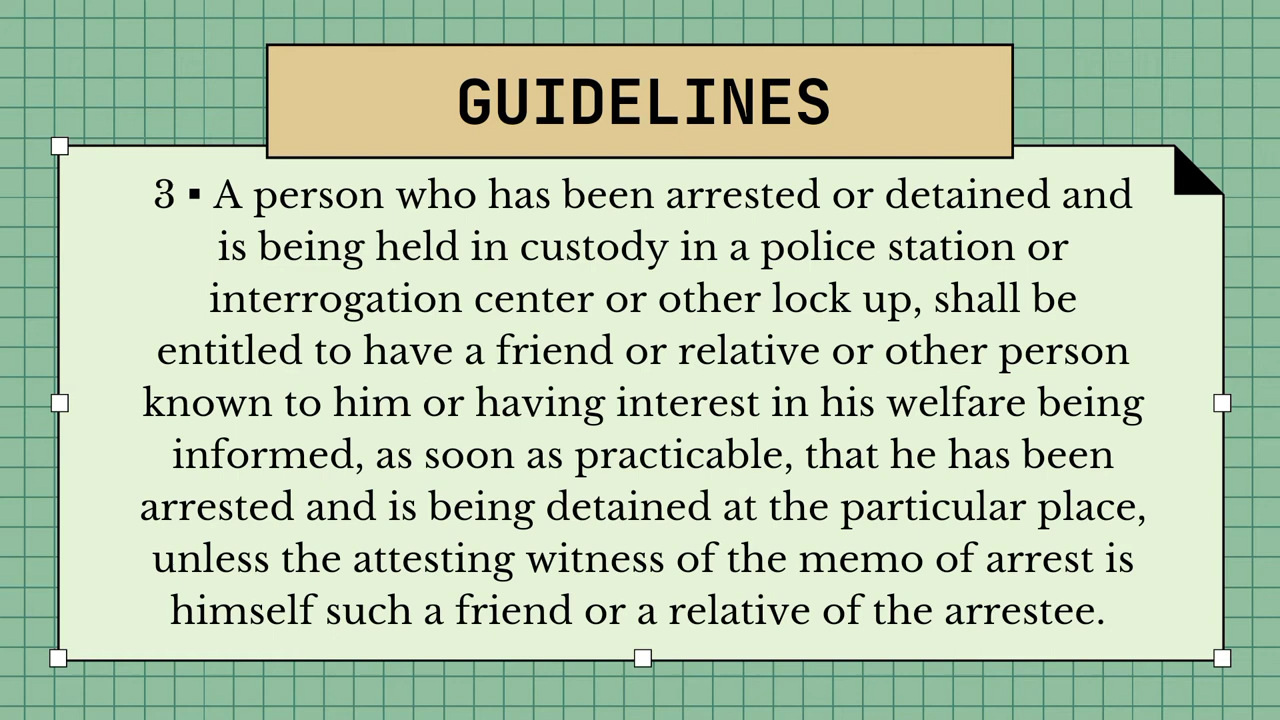 GUIDELINES
3 ▪ A person who has been arrested or detained and
is being held in custody in a police station or
interrogation center or other lock up, shall be
entitled to have a friend or relative or other person
known to him or having interest in his welfare being
informed, as soon as practicable, that he has been
arrested and is being detained at the particular place,
unless the attesting witness of the memo of arrest is
himself such a friend or a relative of the arrestee.